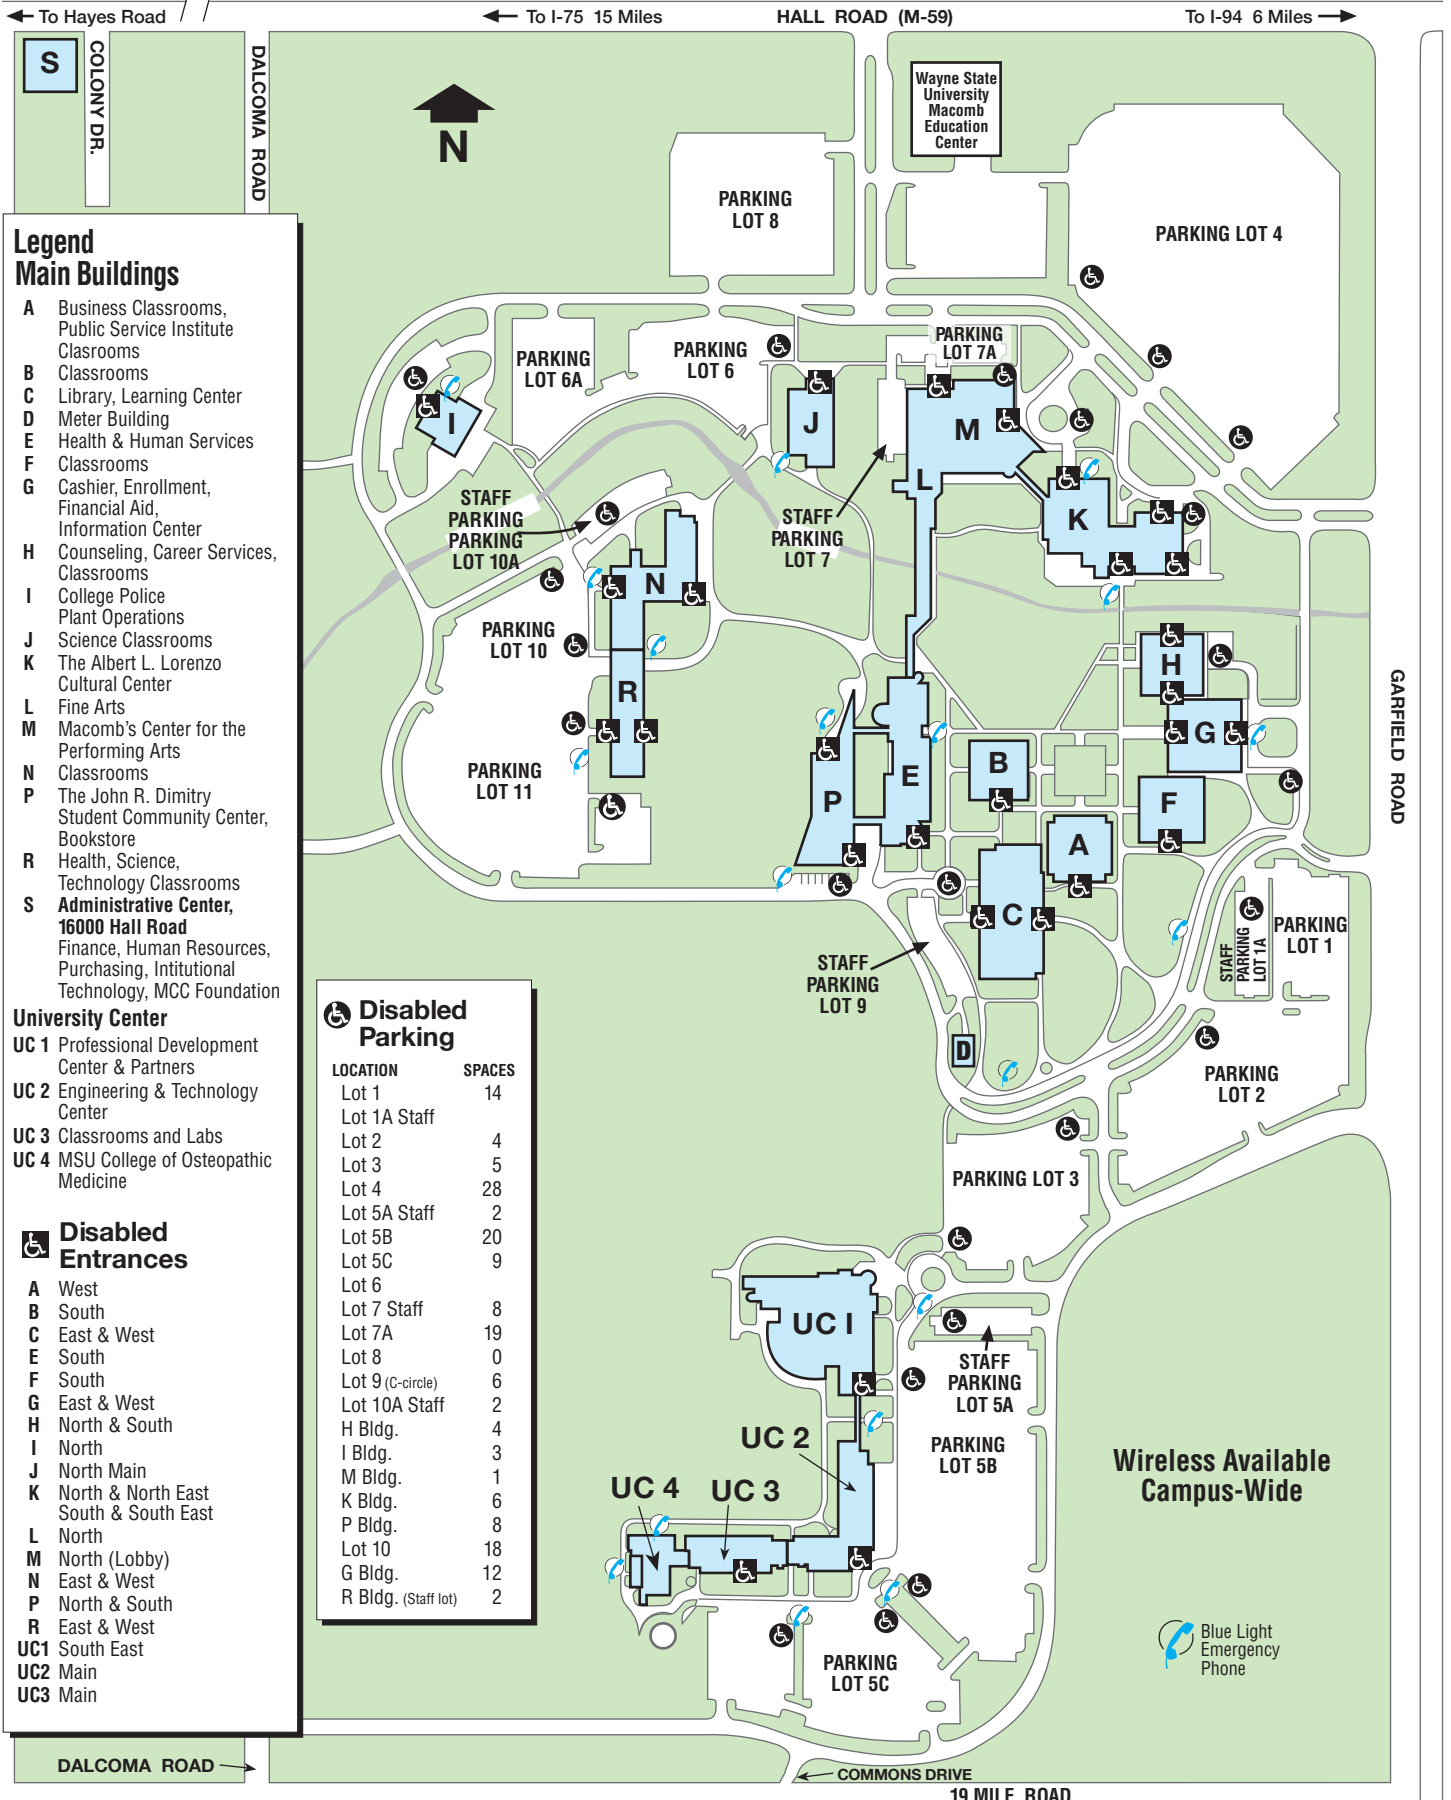 To Hayes Road
To I-75 15 Miles
HALL ROAD (M-59)
To I-94 6 Miles
S
COLONY DR.
DALCOMA ROAD
N
Wayne State
University
Macomb
Education
Center
PARKING
LOT 8
PARKING LOT 4
Legend
Main Buildings
A Business Classrooms,
Public Service Institute
Clasrooms
B Classrooms
C Library, Learning Center
D Meter Building
E Health & Human Services
F Classrooms
G Cashier, Enrollment,
Financial Aid,
Information Center
H Counseling, Career Services,
Classrooms
I College Police
Plant Operations
J Science Classrooms
K The Albert L. Lorenzo
Cultural Center
L Fine Arts
M Macomb's Center for the
Performing Arts
N Classrooms
P The John R. Dimitry
Student Community Center,
Bookstore
R Health, Science,
Technology Classrooms
S Administrative Center,
16000 Hall Road
Finance, Human Resources,
Purchasing, Intitutional
Technology, MCC Foundation
University Center
UC 1 Professional Development
Center & Partners
UC 2 Engineering & Technology
Center
UC 3 Classrooms and Labs
UC 4 MSU College of Osteopathic
Medicine
Disabled
Entrances
A West
B South
C East & West
E South
F South
G East & West
H North & South
I North
J North Main
K North & North East
South & South East
L North
M North (Lobby)
N East & West
P North & South
R East & West
UC1 South East
UC2 Main
UC3 Main
PARKING
LOT 6A
PARKING
LOT 6
PARKING
LOT 7A
I
J
M
L
K
STAFF
PARKING
PARKING
LOT 10A
STAFF
PARKING
LOT 7
N
PARKING
LOT 10
R
H
G
GARFIELD ROAD
PARKING
LOT 11
P
E
B
F
A
C
STAFF
PARKING
LOT 9
STAFF
PARKING
LOT 1A
PARKING
LOT 1
D
PARKING
LOT 2
Disabled
Parking
LOCATION SPACES
Lot 1 14
Lot 1A Staff
Lot 2 4
Lot 3 5
Lot 4 28
Lot 5A Staff 2
Lot 5B 20
Lot 5C 9
Lot 6
Lot 7 Staff 8
Lot 7A 19
Lot 8 0
Lot 9 (C-circle) 6
Lot 10A Staff 2
H Bldg. 4
I Bldg. 3
M Bldg. 1
K Bldg. 6
P Bldg. 8
Lot 10 18
G Bldg. 12
R Bldg. (Staff lot) 2
PARKING LOT 3
UC I
STAFF
PARKING
LOT 5A
UC 2
PARKING
LOT 5B
UC 4
UC 3
Wireless Available
Campus-Wide
PARKING
LOT 5C
Blue Light
Emergency
Phone
DALCOMA ROAD
COMMONS DRIVE
19 MILE ROAD